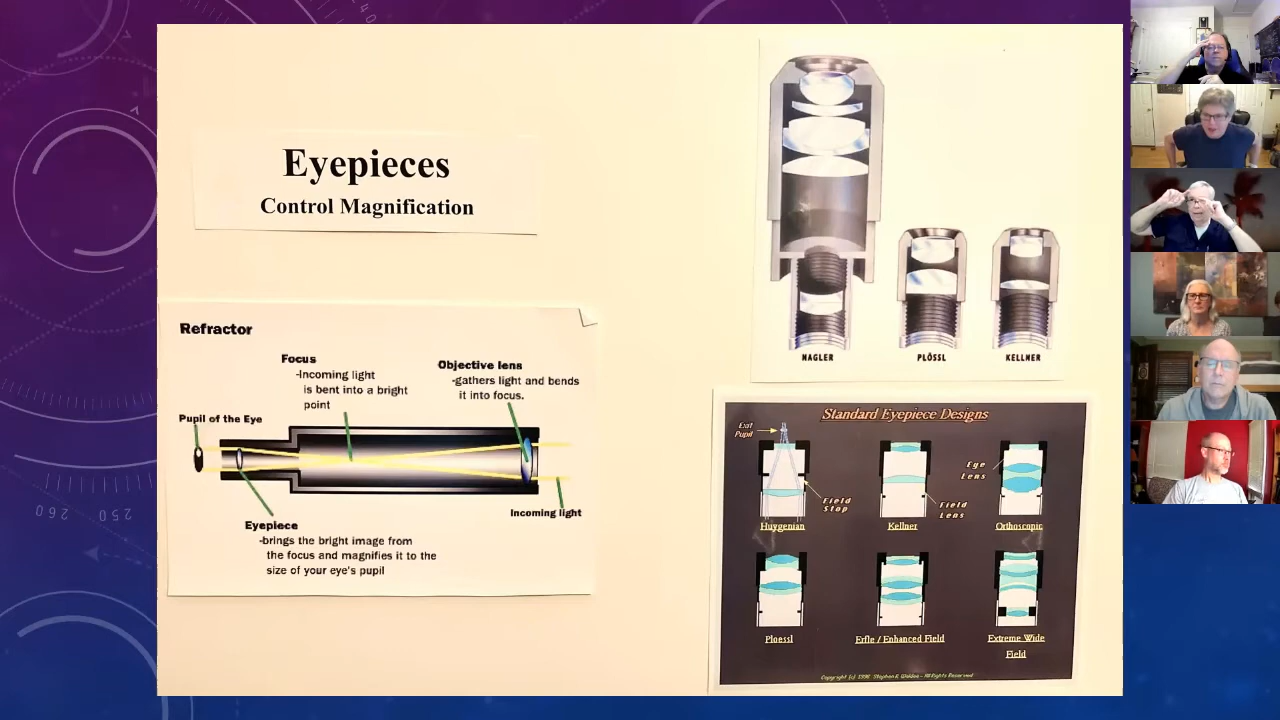 Eyepieces
Control Magnification
Refractor
Focus
-Incoming light
is bent into a bright
point
Objective lens
-gathers light and bends
it into focus.
Pupil of the Eye
Incoming light
Eyepiece
-brings the bright image from
the focus and magnifies it to the
size of your eye's pupil
NAGLER
PLÖSSL
KELLNER
Standard Eyepiece Designs
Exit
Pupil
Eye
Lens
Field
Stop
Field
Lens
Huygenian
Kellner
Orthoscopic
Ploessl
Erfle / Enhanced Field
Extreme Wide
Field
260
250